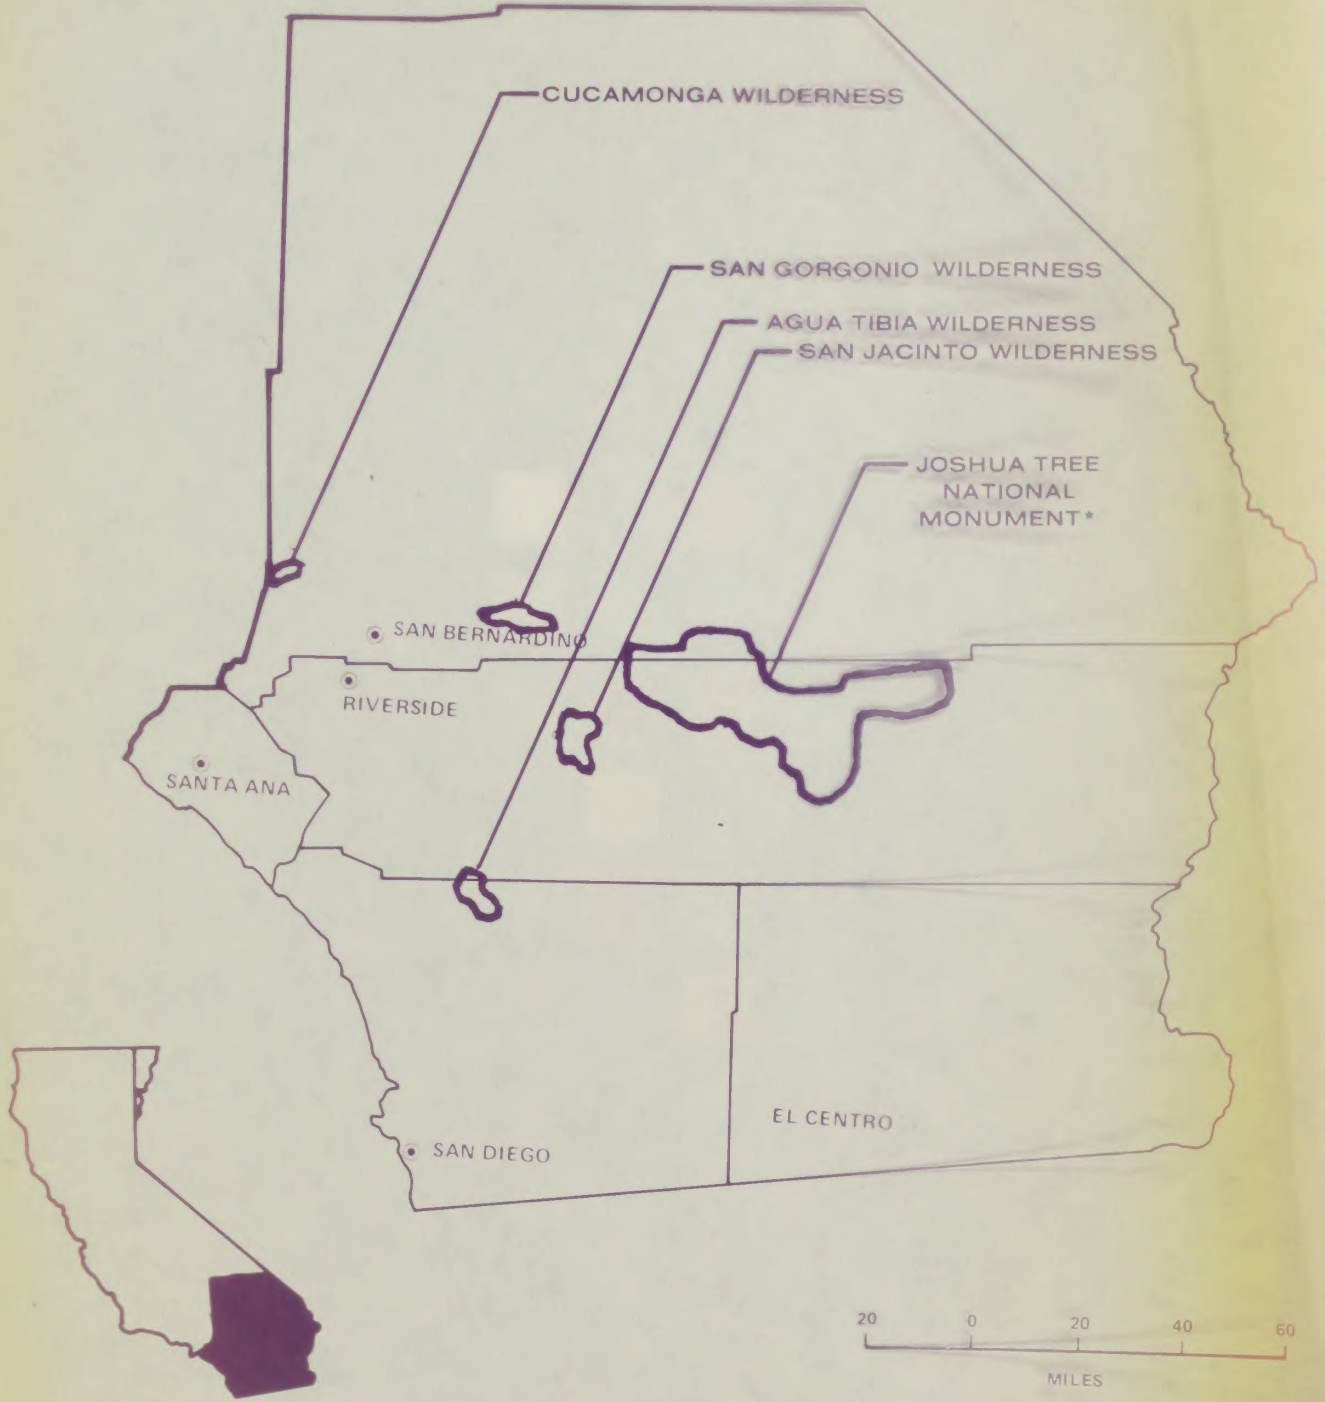 CUCAMONGA WILDERNESS
SAN GORGONIO WILDERNESS
AGUA TIBIA WILDERNESS
SAN JACINTO WILDERNESS
JOSHUA TREE
NATIONAL
MONUMENT*
SAN BERNARDINO
RIVERSIDE
SANTA ANA
EL CENTRO
SAN DIEGO
20 0 20 40 60
MILES